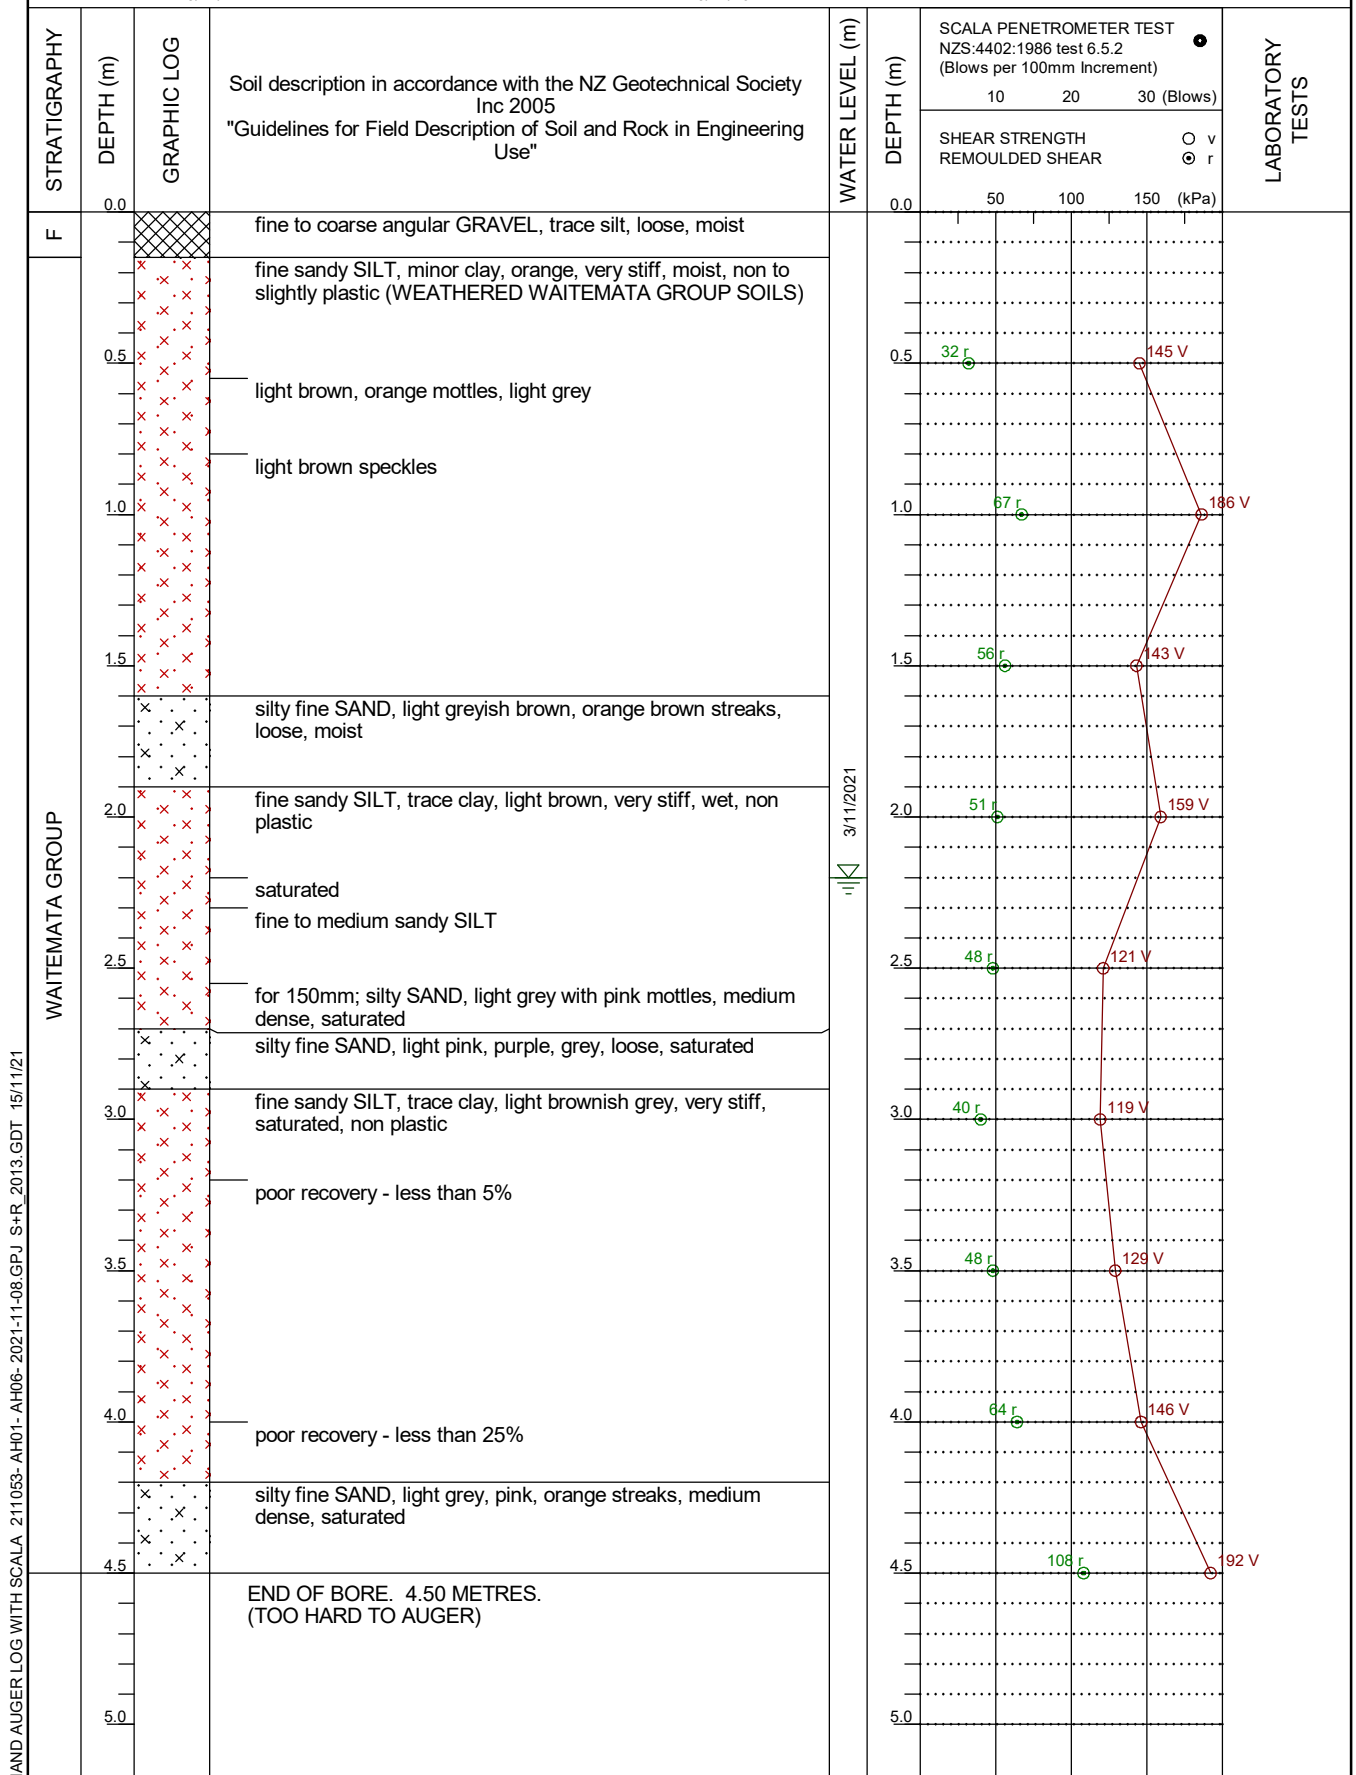 STRATIGRAPHY
DEPTH (m)
GRAPHIC LOG
Soil description in accordance with the NZ Geotechnical Society
Inc 2005
"Guidelines for Field Description of Soil and Rock in Engineering
Use"
WATER LEVEL (m)
DEPTH (m)
SCALA PENETROMETER TEST
NZS:4402:1986 test 6.5.2
(Blows per 100mm Increment)
10 20 30 (Blows)
SHEAR STRENGTH v
REMOULDED SHEAR r
50 100 150 (kPa)
LABORATORY
TESTS
0.0 0.0
F
fine to coarse angular GRAVEL, trace silt, loose, moist
fine sandy SILT, minor clay, orange, very stiff, moist, non to
slightly plastic (WEATHERED WAITEMATA GROUP SOILS)
0.5 0.5 32 r 145 V
light brown, orange mottles, light grey
light brown speckles
1.0 1.0 67 r 186 V
1.5 1.5 56 r 143 V
silty fine SAND, light greyish brown, orange brown streaks,
loose, moist
3/11/2021
fine sandy SILT, trace clay, light brown, very stiff, wet, non
plastic
2.0 2.0 51 r 159 V
WAITEMATA GROUP
saturated
fine to medium sandy SILT
2.5 2.5 48 r 121 V
for 150mm; silty SAND, light grey with pink mottles, medium
dense, saturated
silty fine SAND, light pink, purple, grey, loose, saturated
fine sandy SILT, trace clay, light brownish grey, very stiff,
saturated, non plastic
3.0 3.0 40 r 119 V
poor recovery - less than 5%
3.5 3.5 48 r 129 V
4.0 4.0 64 r 146 V
poor recovery - less than 25%
silty fine SAND, light grey, pink, orange streaks, medium
dense, saturated
4.5 4.5 108 r 192 V
END OF BORE. 4.50 METRES.
(TOO HARD TO AUGER)
5.0 5.0
AUGER LOG WITH SCALA 211053- AH01- AH06- 2021-11-08.GPJ S+R_2013.GDT 15/11/21